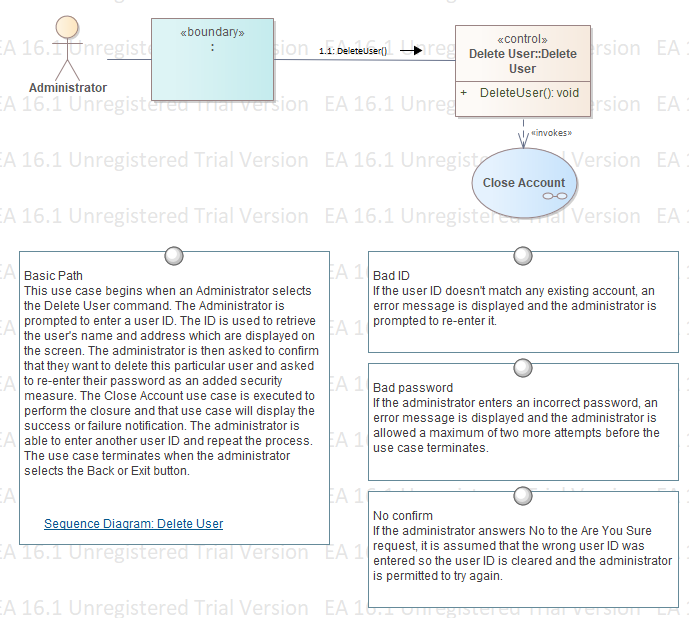 «boundary»
:
1.1: DeleteUser()
«control»
Delete User::Delete
User
+ DeleteUser(): void
Administrator
«invokes»
Close Account
Basic Path
This use case begins when an Administrator selects
the Delete User command. The Administrator is
prompted to enter a user ID. The ID is used to retrieve
the user's name and address which are displayed on
the screen. The administrator is then asked to confirm
that they want to delete this particular user and asked
to re-enter their password as an added security
measure. The Close Account use case is executed to
perform the closure and that use case will display the
success or failure notification. The administrator is
able to enter another user ID and repeat the process.
The use case terminates when the administrator
selects the Back or Exit button.
Sequence Diagram: Delete User
Bad ID
If the user ID doesn't match any existing account, an
error message is displayed and the administrator is
prompted to re-enter it.
Bad password
If the administrator enters an incorrect password, an
error message is displayed and the administrator is
allowed a maximum of two more attempts before the
use case terminates.
No confirm
If the administrator answers No to the Are You Sure
request, it is assumed that the wrong user ID was
entered so the user ID is cleared and the administrator
is permitted to try again.
EA 16.1 Unregistered Trial Version